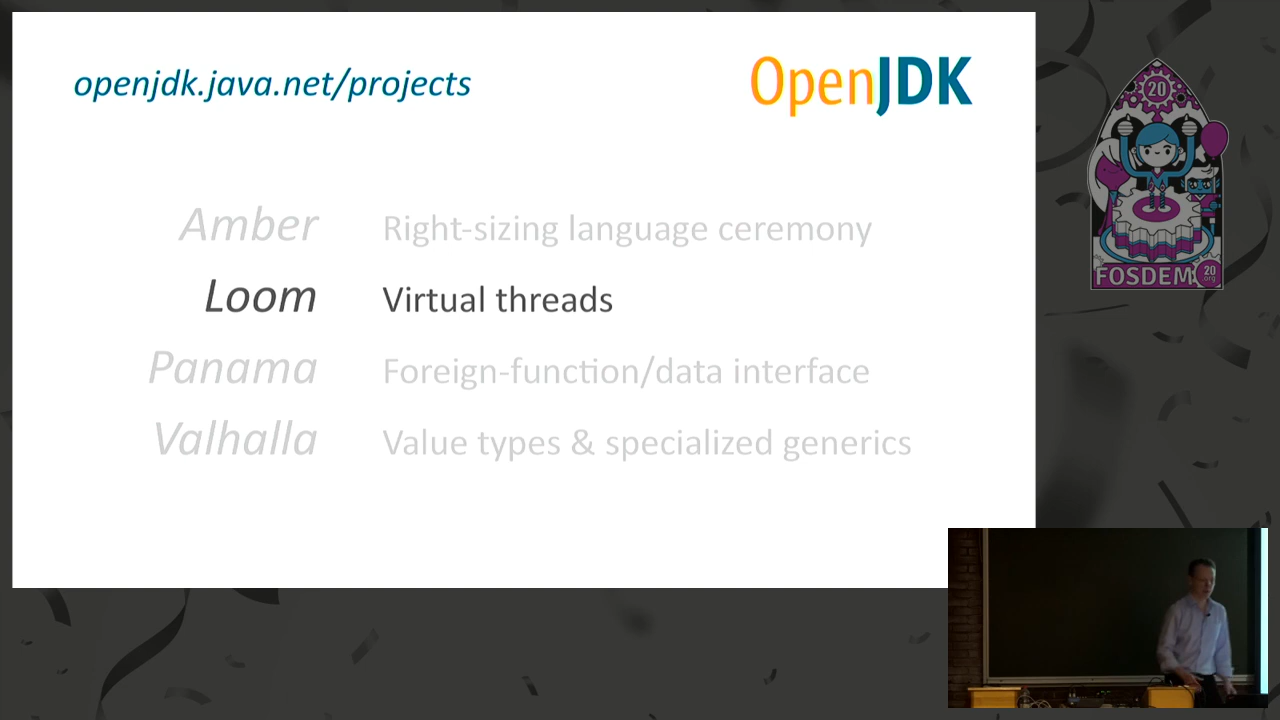 openjdk.java.net/projects
OpenJDK
Amber Right-sizing language ceremony
Loom Virtual threads
Panama Foreign-function/data interface
Valhalla Value types & specialized generics
20
FOSDEM
20
.org